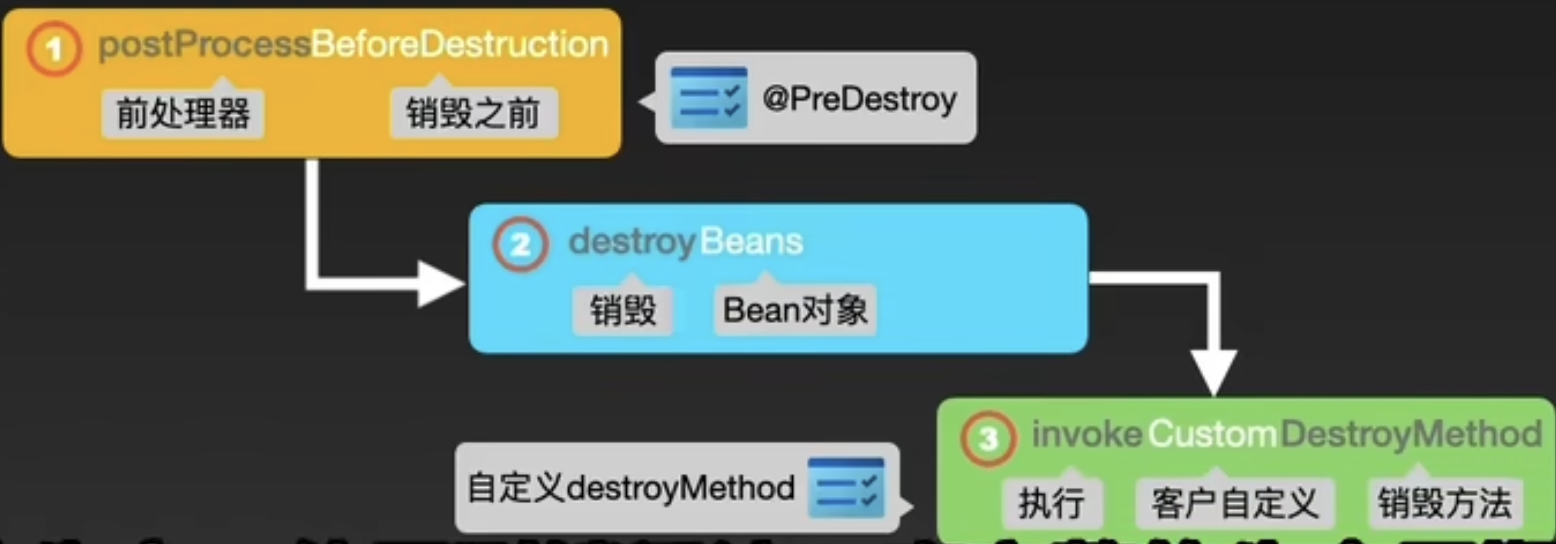 1 postProcessBeforeDestruction
前处理器 销毁之前
@PreDestroy
2 destroyBeans
销毁 Bean对象
3 invokeCustomDestroyMethod
执行 客户自定义 销毁方法
自定义destroyMethod